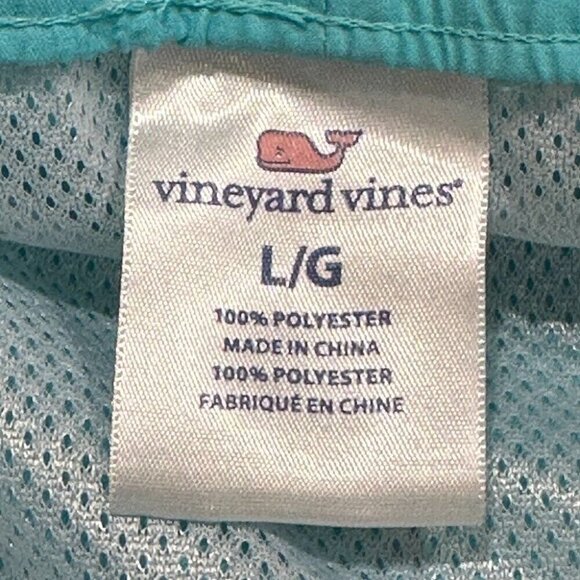 vineyard vines®
L/G
100% POLYESTER
MADE IN CHINA
100% POLYESTER
FABRIQUÉ EN CHINE